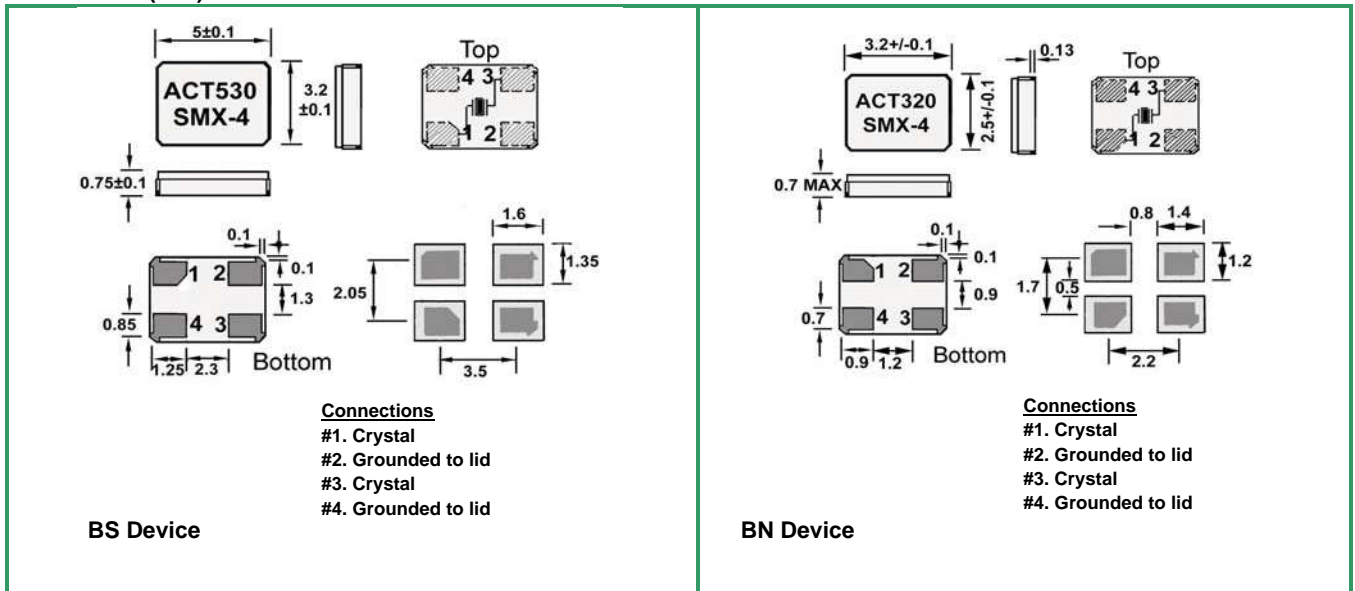 5±0.1
Top
ACT530
SMX-4
3.2
±0.1
4 3
1 2
0.75±0.1
0.1
0.1
1 2
1.3
0.85
4 3
1.25 2.3
Bottom
1.6
1.35
2.05
3.5
Connections
#1. Crystal
#2. Grounded to lid
#3. Crystal
#4. Grounded to lid
BS Device
3.2+/-0.1
0.13
Top
ACT320
SMX-4
2.5+/-0.1
4 3
1 2
0.7 MAX
0.1
0.1
1 2
0.9
0.7
4 3
0.9 1.2
Bottom
0.8 1.4
1.2
1.7
0.5
2.2
Connections
#1. Crystal
#2. Grounded to lid
#3. Crystal
#4. Grounded to lid
BN Device